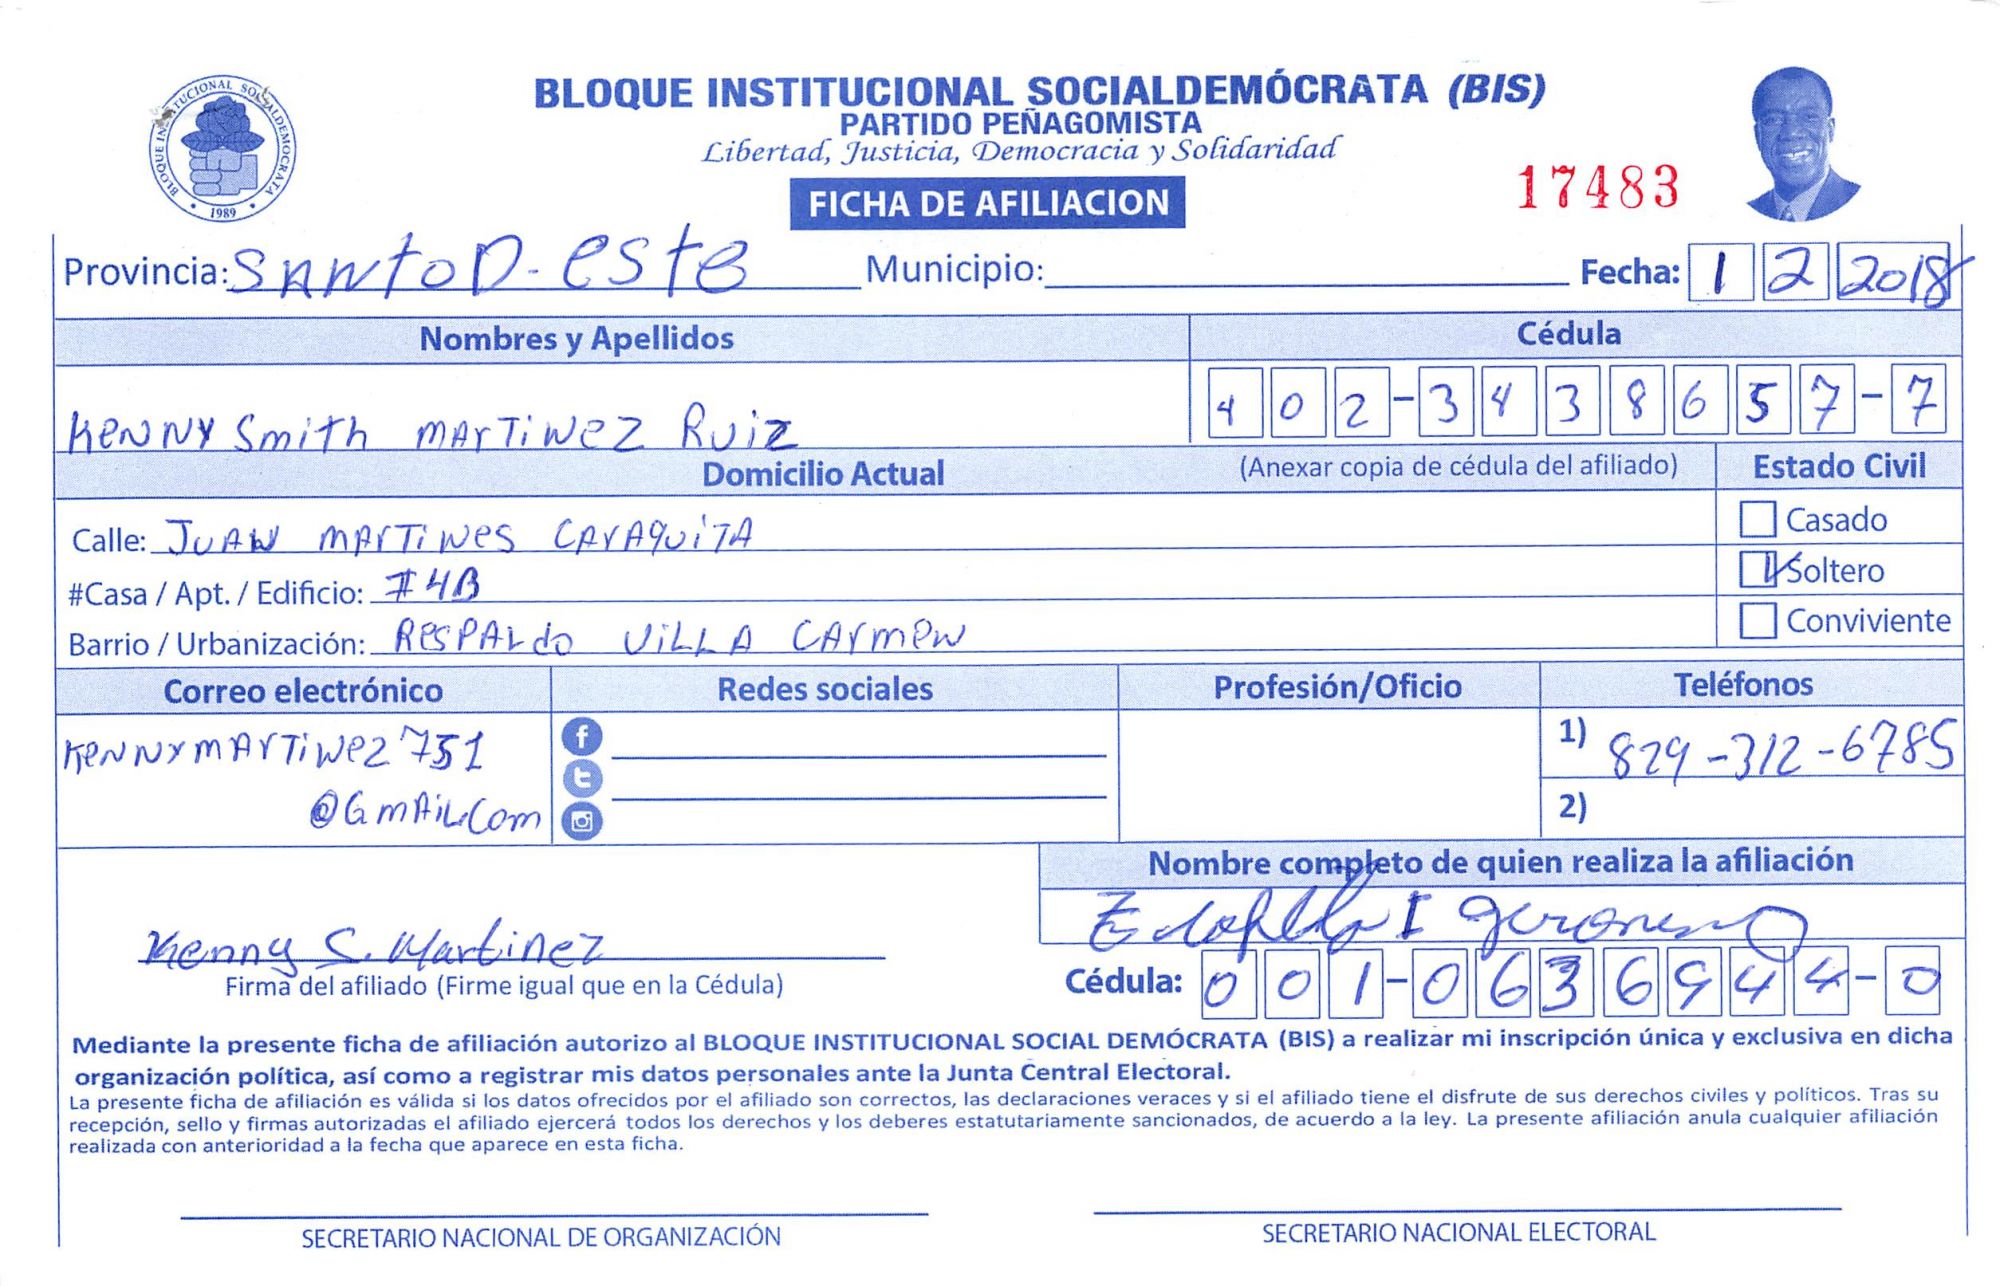 BLOQUE INSTITUCIONAL SOCIALDEMOCRATA
1989
BLOQUE INSTITUCIONAL SOCIALDEMÓCRATA (BIS)
PARTIDO PEÑAGOMISTA
Libertad, Justicia, Democracia y Solidaridad
FICHA DE AFILIACION
17483
Provincia: SANTO D. ESTE Municipio: Fecha: 1 2 2018
Nombres y Apellidos Cédula
KENNY Smith MARTINEZ Ruiz 402-3438657-7
Domicilio Actual (Anexar copia de cédula del afiliado) Estado Civil
Calle: JUAN MARTINES CARAQUITA Casado
#Casa / Apt. / Edificio: #4B Soltero
Barrio / Urbanización: RESPALdo VILLA CARMEN Conviviente
Correo electrónico Redes sociales Profesión/Oficio Teléfonos
KENNYMARTINEZ751 1) 829-312-6785
@GMAIL.Com 2)
Nombre completo de quien realiza la afiliación
Kenny S. Martinez
Firma del afiliado (Firme igual que en la Cédula) Cédula: 001-0636944-0
Mediante la presente ficha de afiliación autorizo al BLOQUE INSTITUCIONAL SOCIAL DEMÓCRATA (BIS) a realizar mi inscripción única y exclusiva en dicha
organización política, así como a registrar mis datos personales ante la Junta Central Electoral.
La presente ficha de afiliación es válida si los datos ofrecidos por el afiliado son correctos, las declaraciones veraces y si el afiliado tiene el disfrute de sus derechos civiles y políticos. Tras su
recepción, sello y firmas autorizadas el afiliado ejercerá todos los derechos y los deberes estatutariamente sancionados, de acuerdo a la ley. La presente afiliación anula cualquier afiliación
realizada con anterioridad a la fecha que aparece en esta ficha.
SECRETARIO NACIONAL DE ORGANIZACIÓN SECRETARIO NACIONAL ELECTORAL